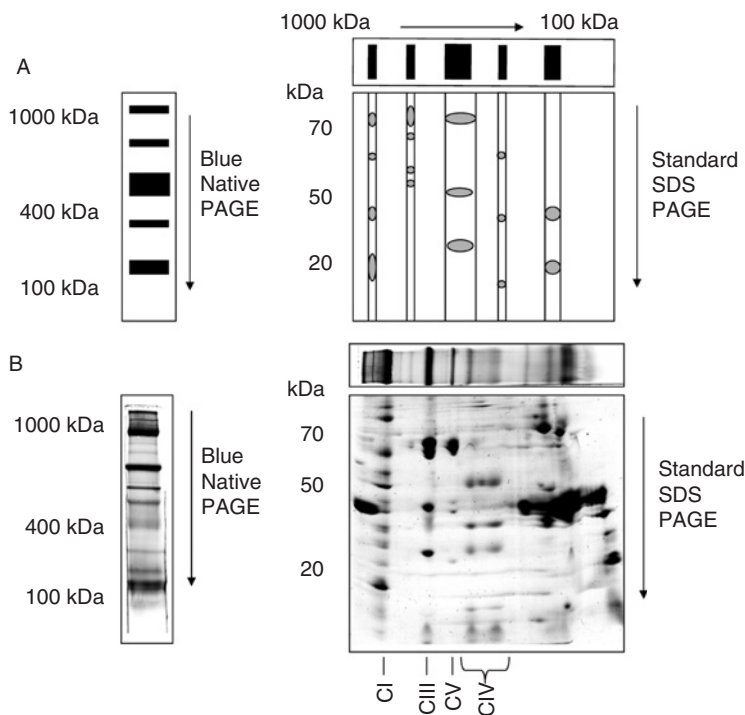 A
1000 kDa
400 kDa
100 kDa
Blue
Native
PAGE
1000 kDa
100 kDa
kDa
70
50
20
Standard
SDS
PAGE
B
1000 kDa
400 kDa
100 kDa
Blue
Native
PAGE
kDa
70
50
20
Standard
SDS
PAGE
CI
CIII
CV
CIV